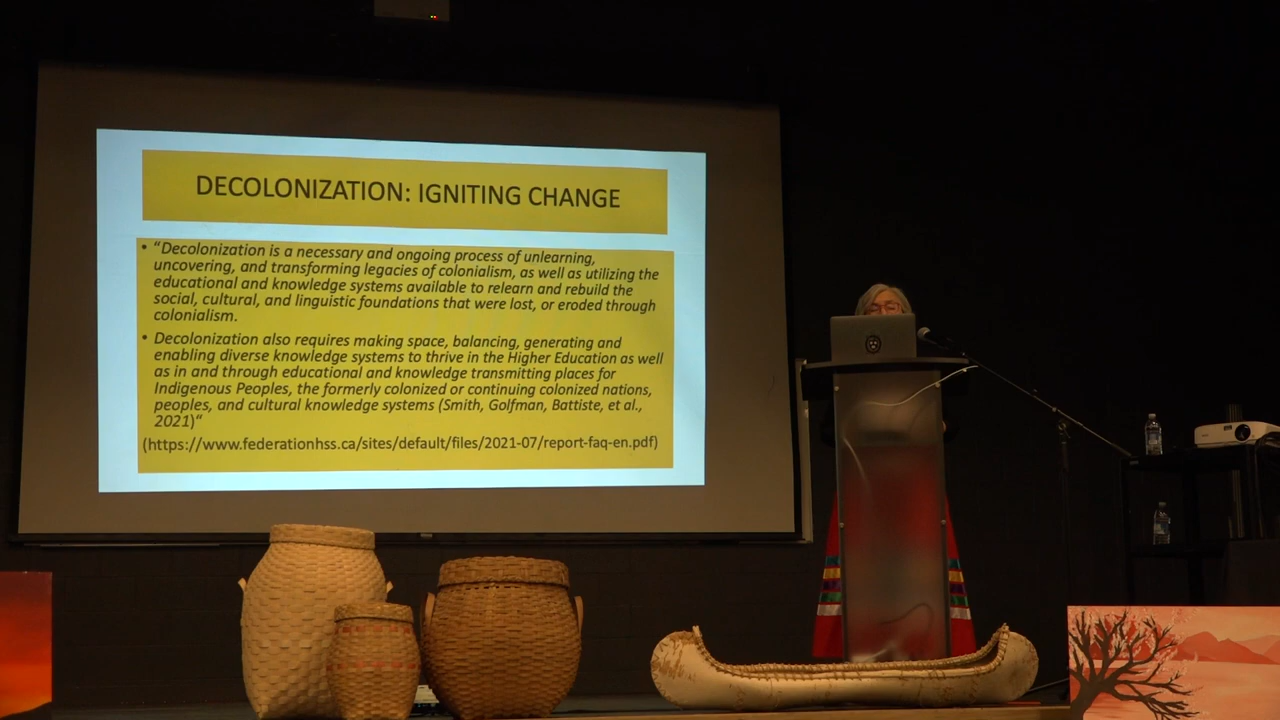 DECOLONIZATION: IGNITING CHANGE
• “Decolonization is a necessary and ongoing process of unlearning,
uncovering, and transforming legacies of colonialism, as well as utilizing the
educational and knowledge systems available to relearn and rebuild the
social, cultural, and linguistic foundations that were lost, or eroded through
colonialism.
• Decolonization also requires making space, balancing, generating and
enabling diverse knowledge systems to thrive in the Higher Education as well
as in and through educational and knowledge transmitting places for
Indigenous Peoples, the formerly colonized or continuing colonized nations,
peoples, and cultural knowledge systems (Smith, Golfman, Battiste, et al.,
2021)“
(https://www.federationhss.ca/sites/default/files/2021-07/report-faq-en.pdf)